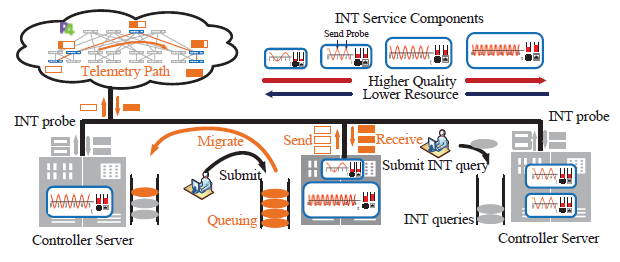 P4
INT Service Components
Send Probe
Telemetry Path
Higher Quality
Lower Resource
INT probe
INT probe
Migrate
Send
Receive
Submit
Submit INT query
Queuing
INT queries
Controller Server
Controller Server